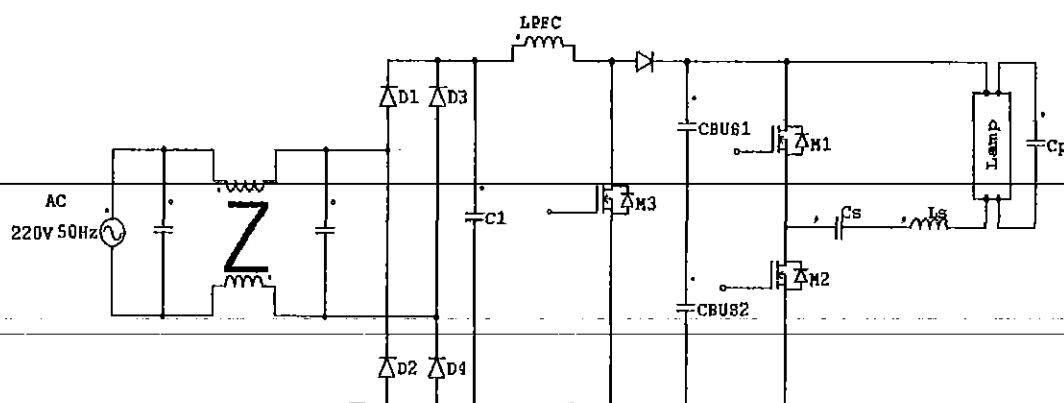 LPFC
D1
D3
CBUS1
M1
Lamp
Cp
AC
220V 50Hz
C1
M3
Cs
Ls
M2
CBUS2
D2
D4